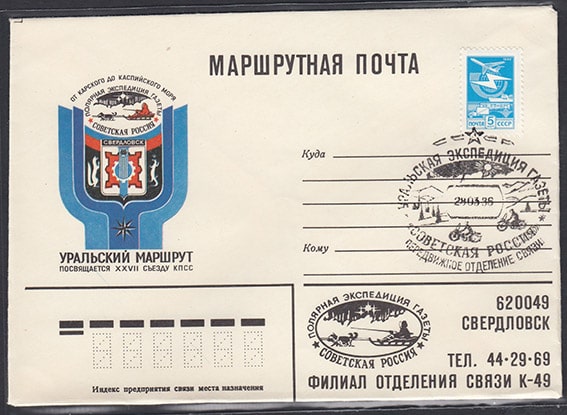 МАРШРУТНАЯ ПОЧТА
ОТ КАРСКОГО ДО КАСПИЙСКОГО МОРЯ
ПОЛЯРНАЯ ЭКСПЕДИЦИЯ ГАЗЕТЫ
СОВЕТСКАЯ РОССИЯ
СВЕРДЛОВСК
УРАЛЬСКИЙ МАРШРУТ
ПОСВЯЩАЕТСЯ XXVII СЪЕЗДУ КПСС
ПОЧТА 5 СССР
Куда
Кому
СССР
УРАЛЬСКАЯ ЭКСПЕДИЦИЯ ГАЗЕТЫ
СОВЕТСКАЯ РОССИЯ
ПЕРЕДВИЖНОЕ ОТДЕЛЕНИЕ СВЯЗИ
Индекс предприятия связи места назначения
ПОЛЯРНАЯ ЭКСПЕДИЦИЯ ГАЗЕТЫ
СОВЕТСКАЯ РОССИЯ
620049
СВЕРДЛОВСК
ТЕЛ. 44-29-69
ФИЛИАЛ ОТДЕЛЕНИЯ СВЯЗИ К-49